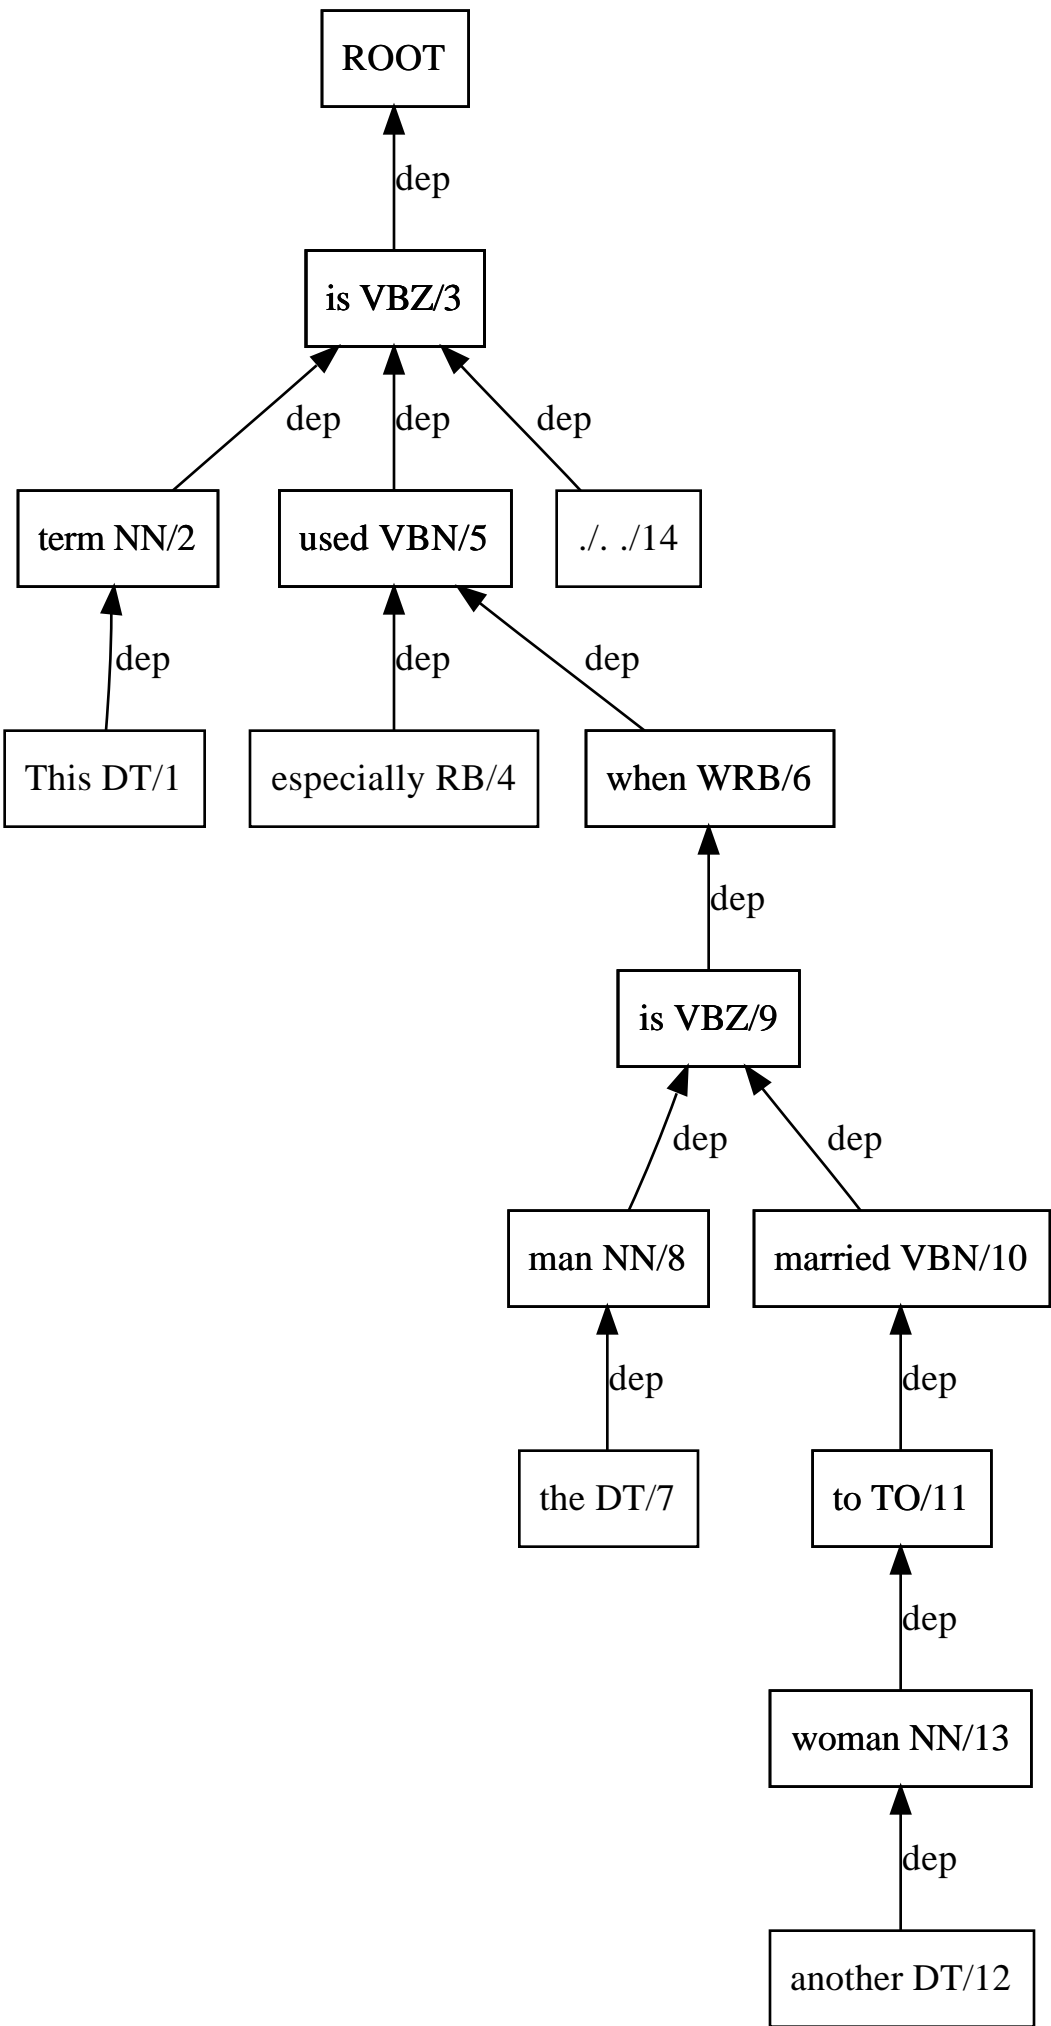 ROOT
dep
is VBZ/3
dep dep dep
term NN/2 used VBN/5 ./. ./14
dep dep dep
This DT/1 especially RB/4 when WRB/6
dep
is VBZ/9
dep dep
man NN/8 married VBN/10
dep dep
the DT/7 to TO/11
dep
woman NN/13
dep
another DT/12